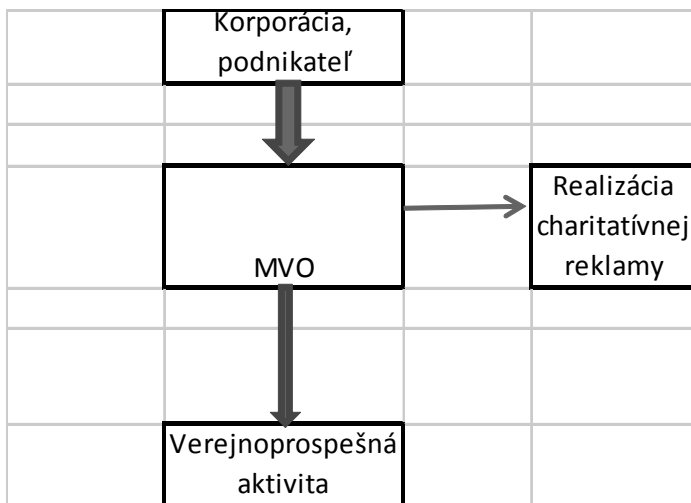 Korporácia,
podnikateľ
MVO
Realizácia
charitatívnej
reklamy
Verejnoprospešná
aktivita